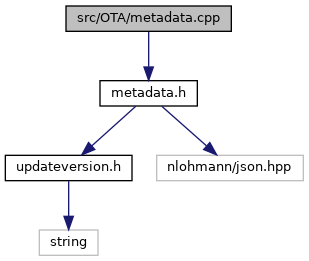 src/OTA/metadata.cpp
metadata.h
updateversion.h
nlohmann/json.hpp
string